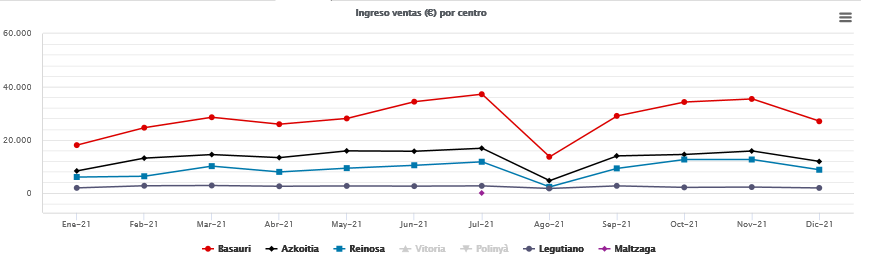 Ingreso ventas (€) por centro
60.000
40.000
20.000
0
Ene-21 Feb-21 Mar-21 Abr-21 May-21 Jun-21 Jul-21 Ago-21 Sep-21 Oct-21 Nov-21 Dic-21
Basauri Azkoitia Reinosa Vitoria Polinyà Legutiano Maltzaga